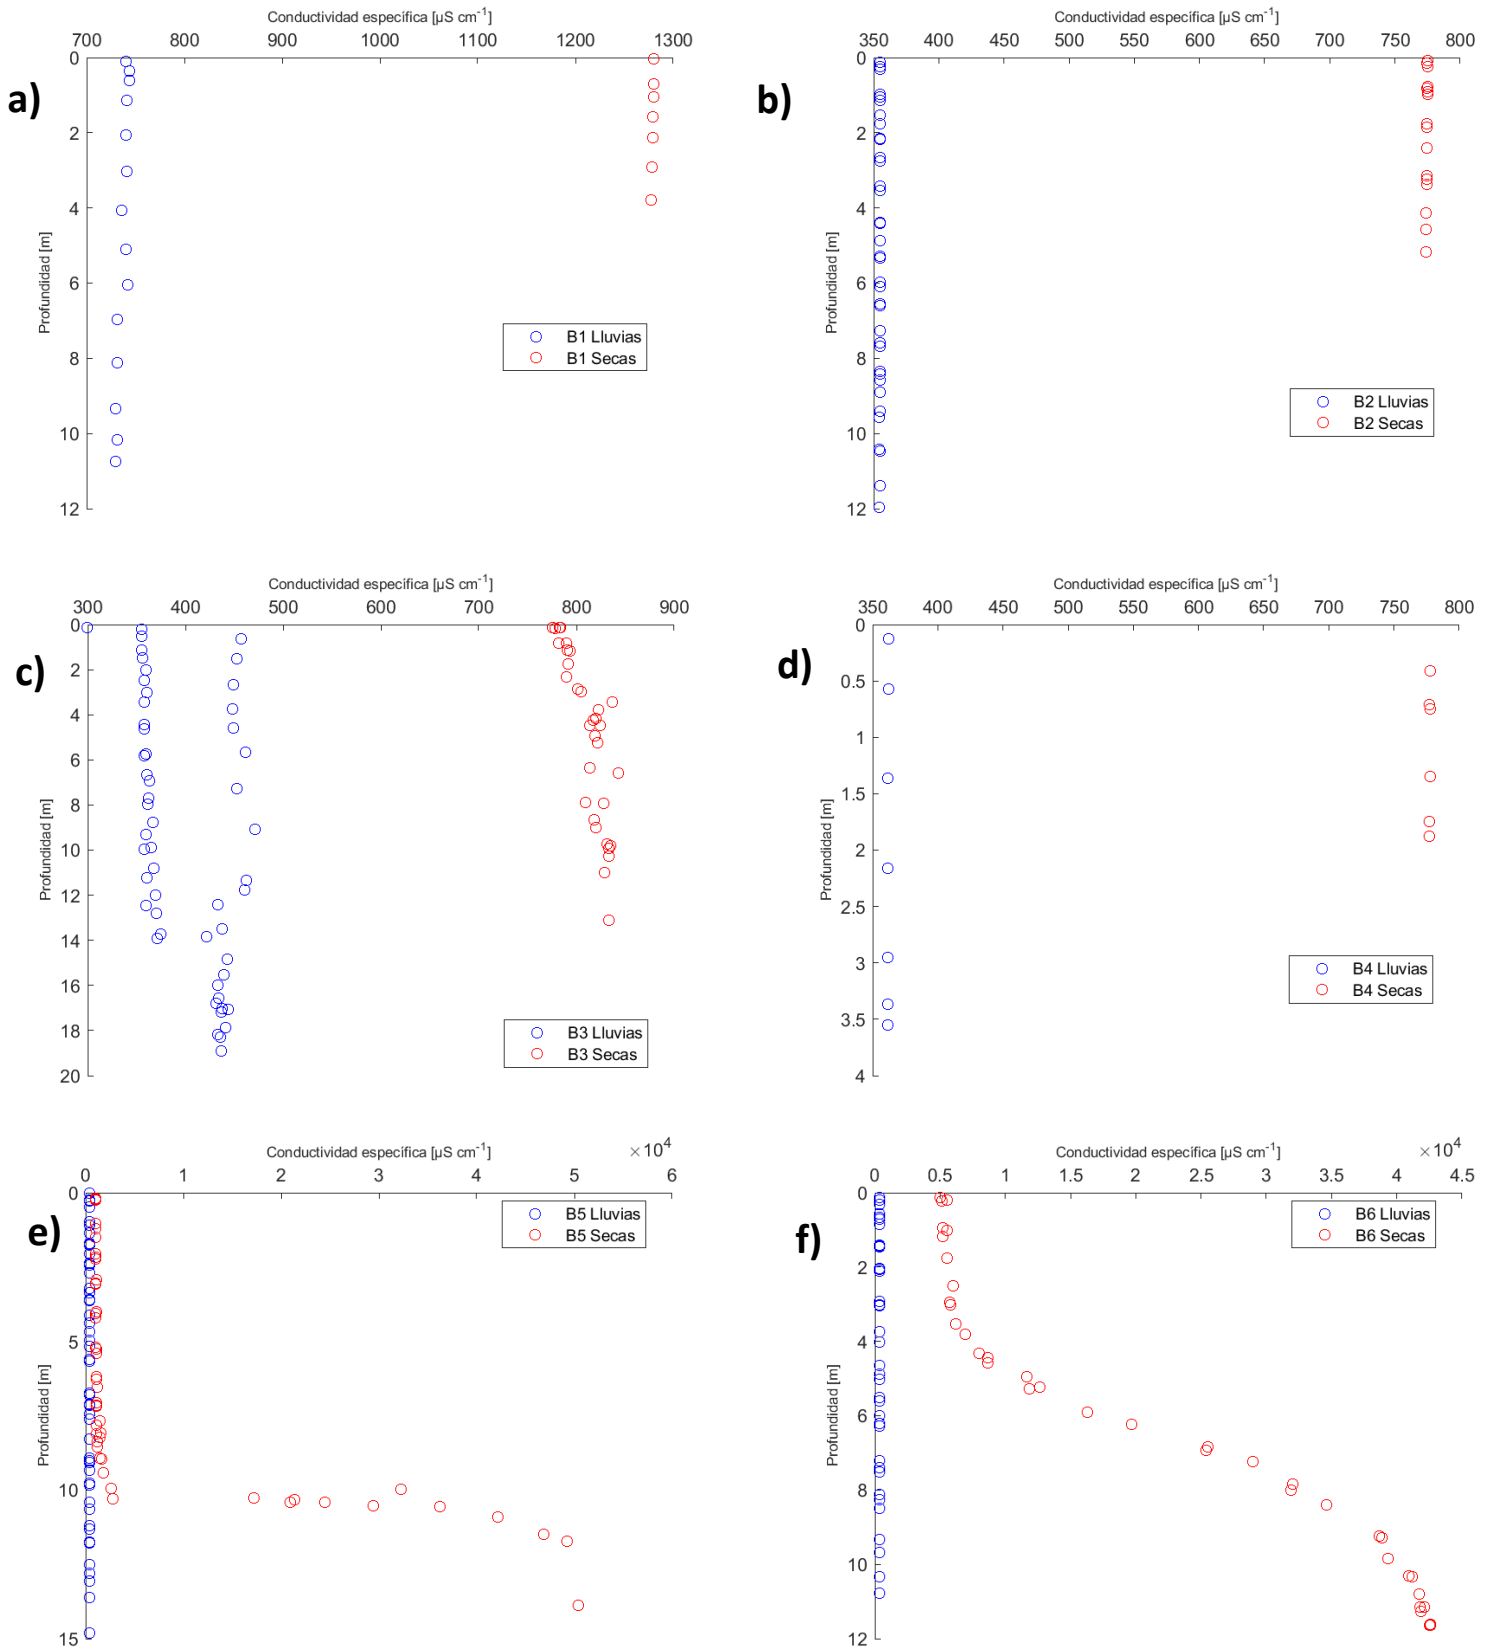 Conductividad específica [µS cm⁻¹]
700 800 900 1000 1100 1200 1300
a)
0
2
4
6
8
10
12
Profundidad [m]
B1 Lluvias
B1 Secas
Conductividad específica [µS cm⁻¹]
350 400 450 500 550 600 650 700 750 800
b)
0
2
4
6
8
10
12
Profundidad [m]
B2 Lluvias
B2 Secas
Conductividad específica [µS cm⁻¹]
300 400 500 600 700 800 900
c)
0
2
4
6
8
10
12
14
16
18
20
Profundidad [m]
B3 Lluvias
B3 Secas
Conductividad específica [µS cm⁻¹]
350 400 450 500 550 600 650 700 750 800
d)
0
0.5
1
1.5
2
2.5
3
3.5
4
Profundidad [m]
B4 Lluvias
B4 Secas
Conductividad específica [µS cm⁻¹] ×10⁴
0 1 2 3 4 5 6
e)
0
5
10
15
Profundidad [m]
B5 Lluvias
B5 Secas
Conductividad específica [µS cm⁻¹] ×10⁴
0 0.5 1 1.5 2 2.5 3 3.5 4 4.5
f)
0
2
4
6
8
10
12
Profundidad [m]
B6 Lluvias
B6 Secas